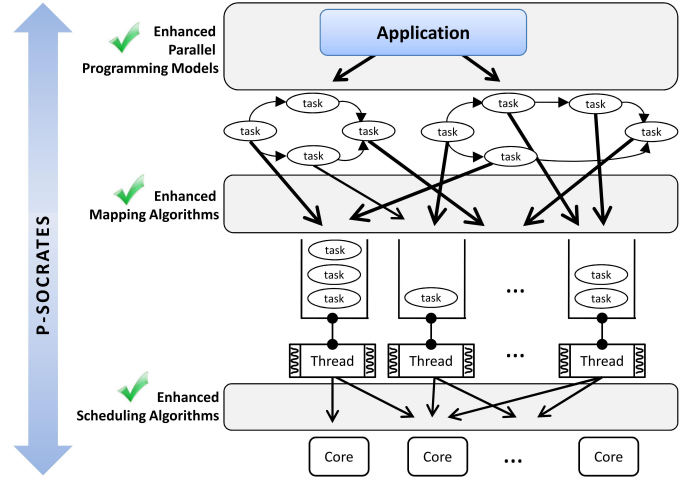 Enhanced
Parallel
Programming Models
Application
task
task
task
task
task
task
task
task
task
Enhanced
Mapping Algorithms
P-SOCRATES
task
task
task
task
task
task
...
Thread
Thread
...
Thread
Enhanced
Scheduling Algorithms
Core
Core
...
Core